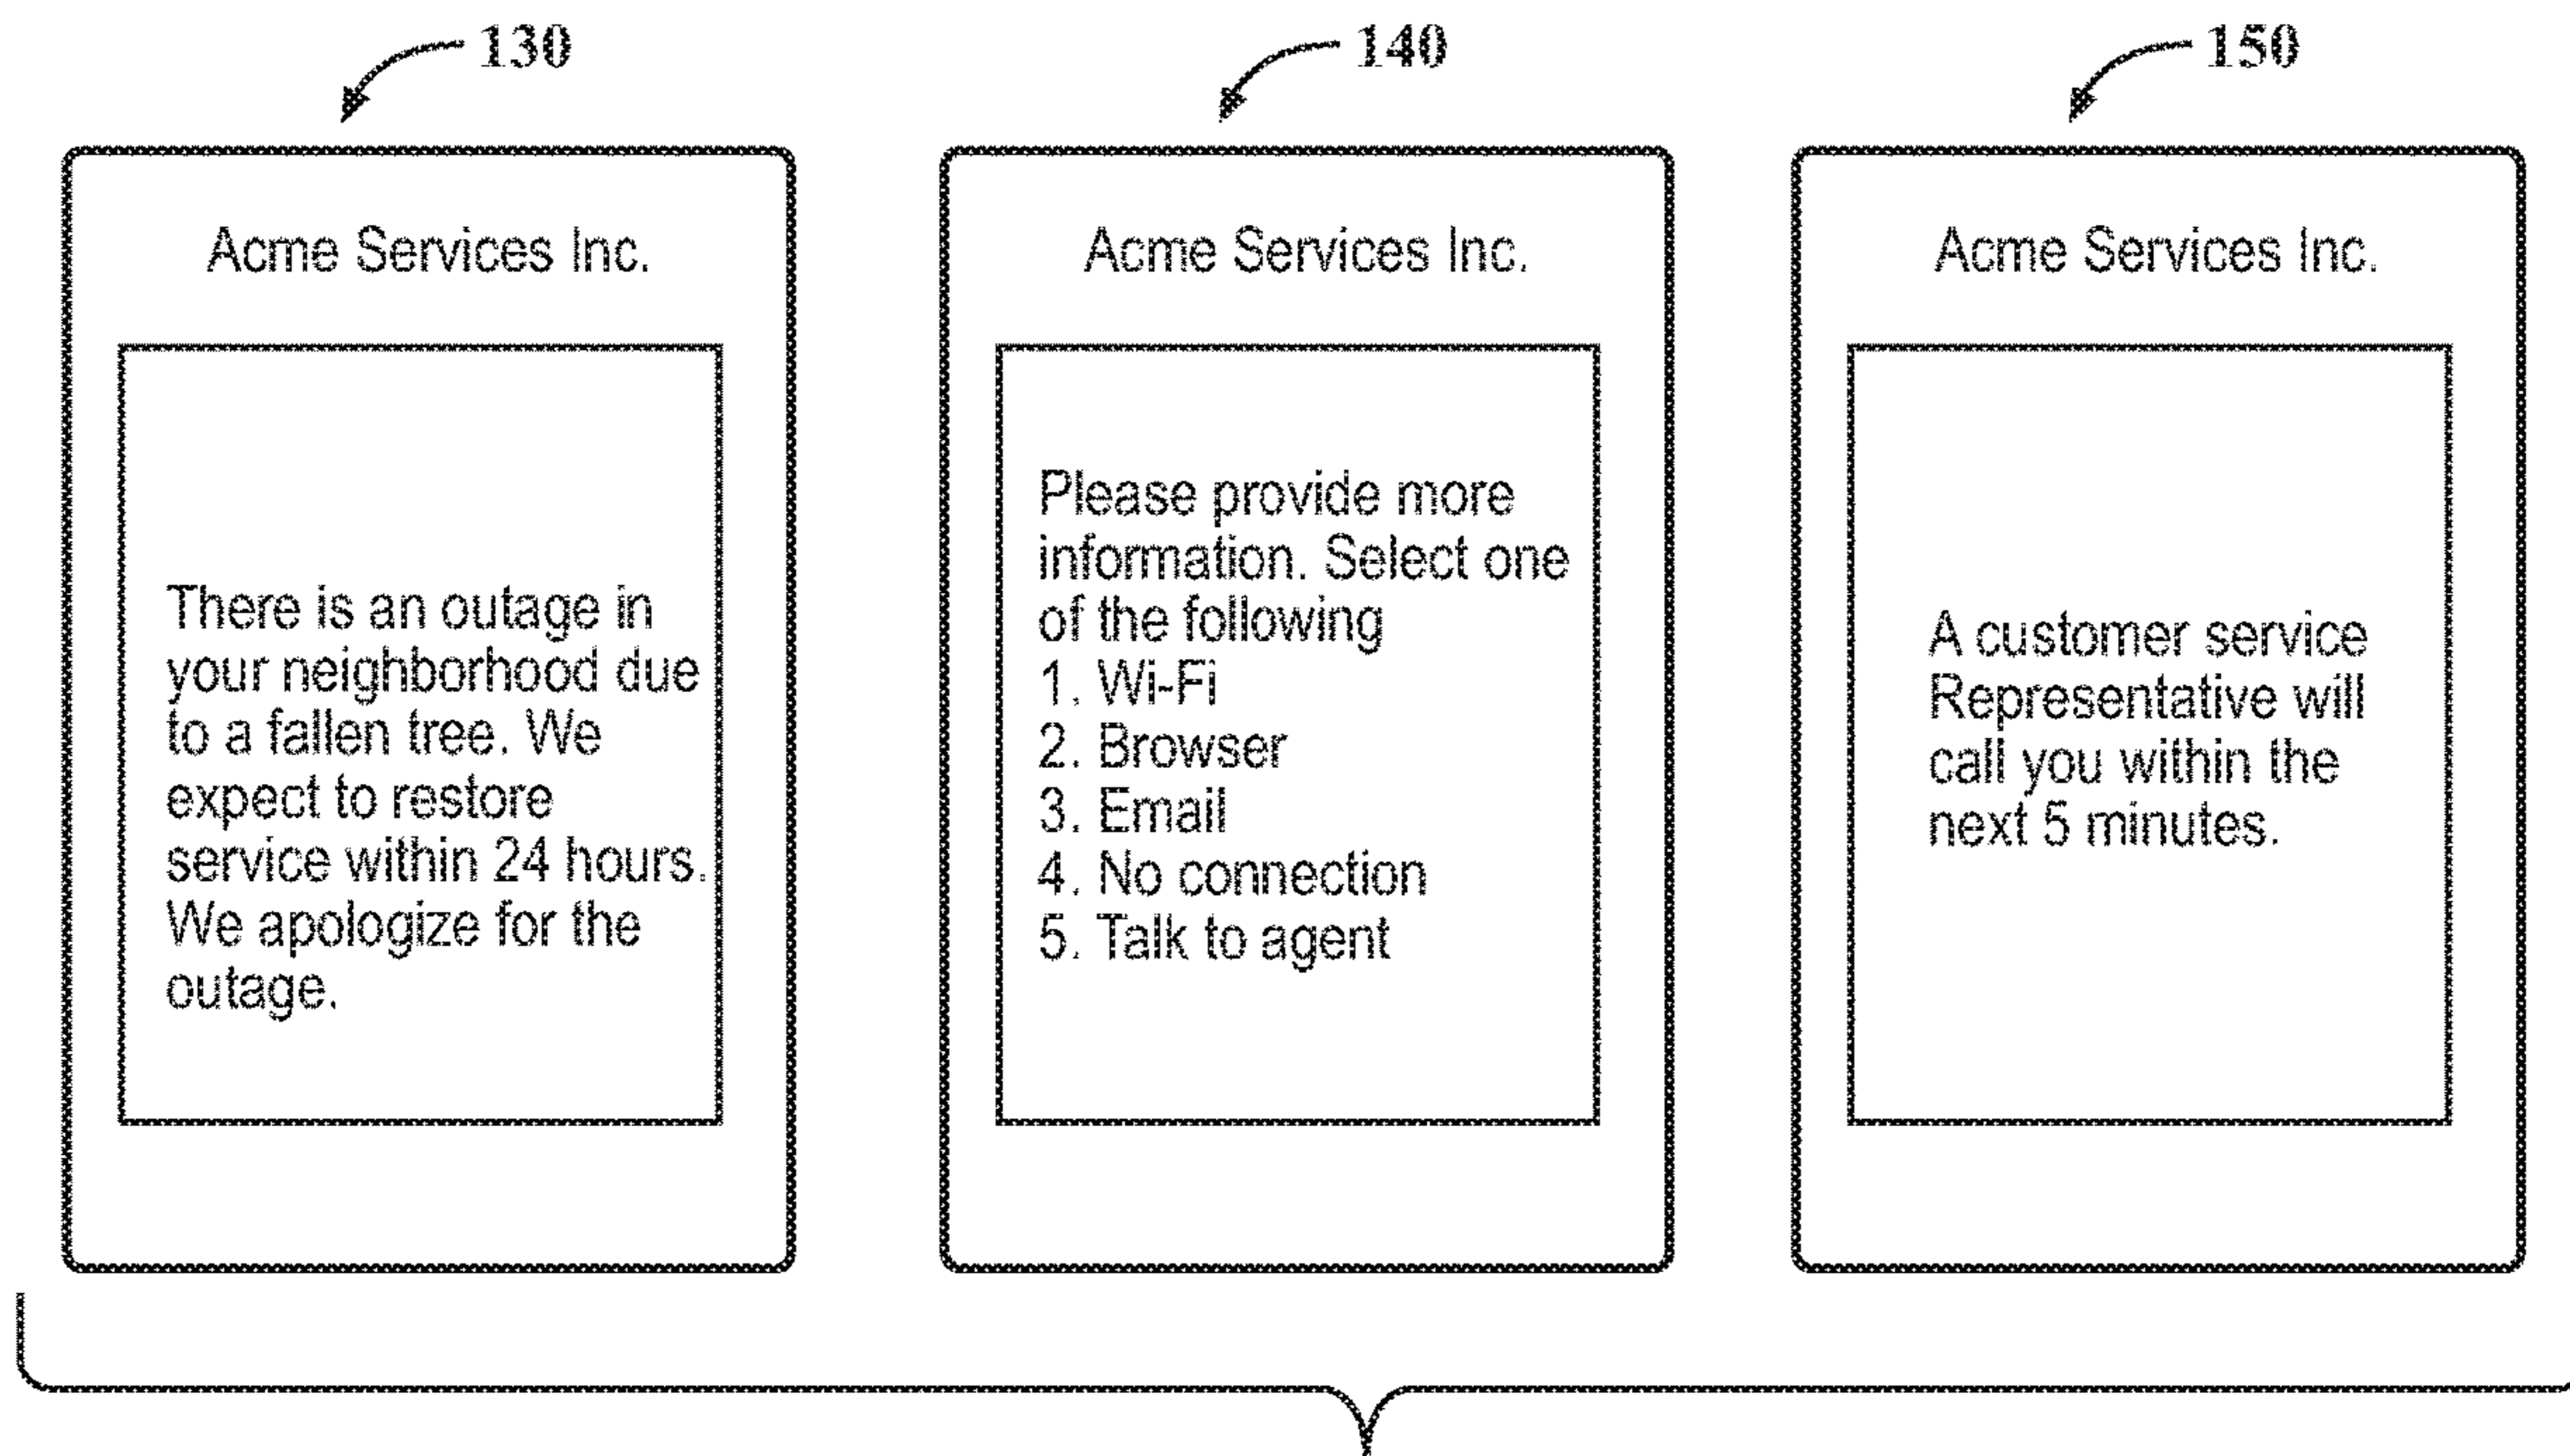 130
Acme Services Inc.
There is an outage in
your neighborhood due
to a fallen tree. We
expect to restore
service within 24 hours.
We apologize for the
outage.
140
Acme Services Inc.
Please provide more
information. Select one
of the following
1. Wi-Fi
2. Browser
3. Email
4. No connection
5. Talk to agent
150
Acme Services Inc.
A customer service
Representative will
call you within the
next 5 minutes.